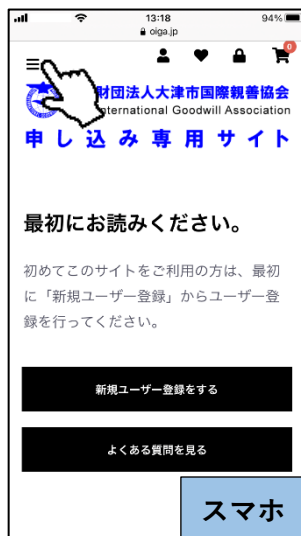 13:18
94%
oiga.jp
0
財団法人大津市国際親善協会
International Goodwill Association
申し込み専用サイト
最初にお読みください。
初めてこのサイトをご利用の方は、最初
に「新規ユーザー登録」からユーザー登
録を行ってください。
新規ユーザー登録をする
よくある質問を見る
スマホ